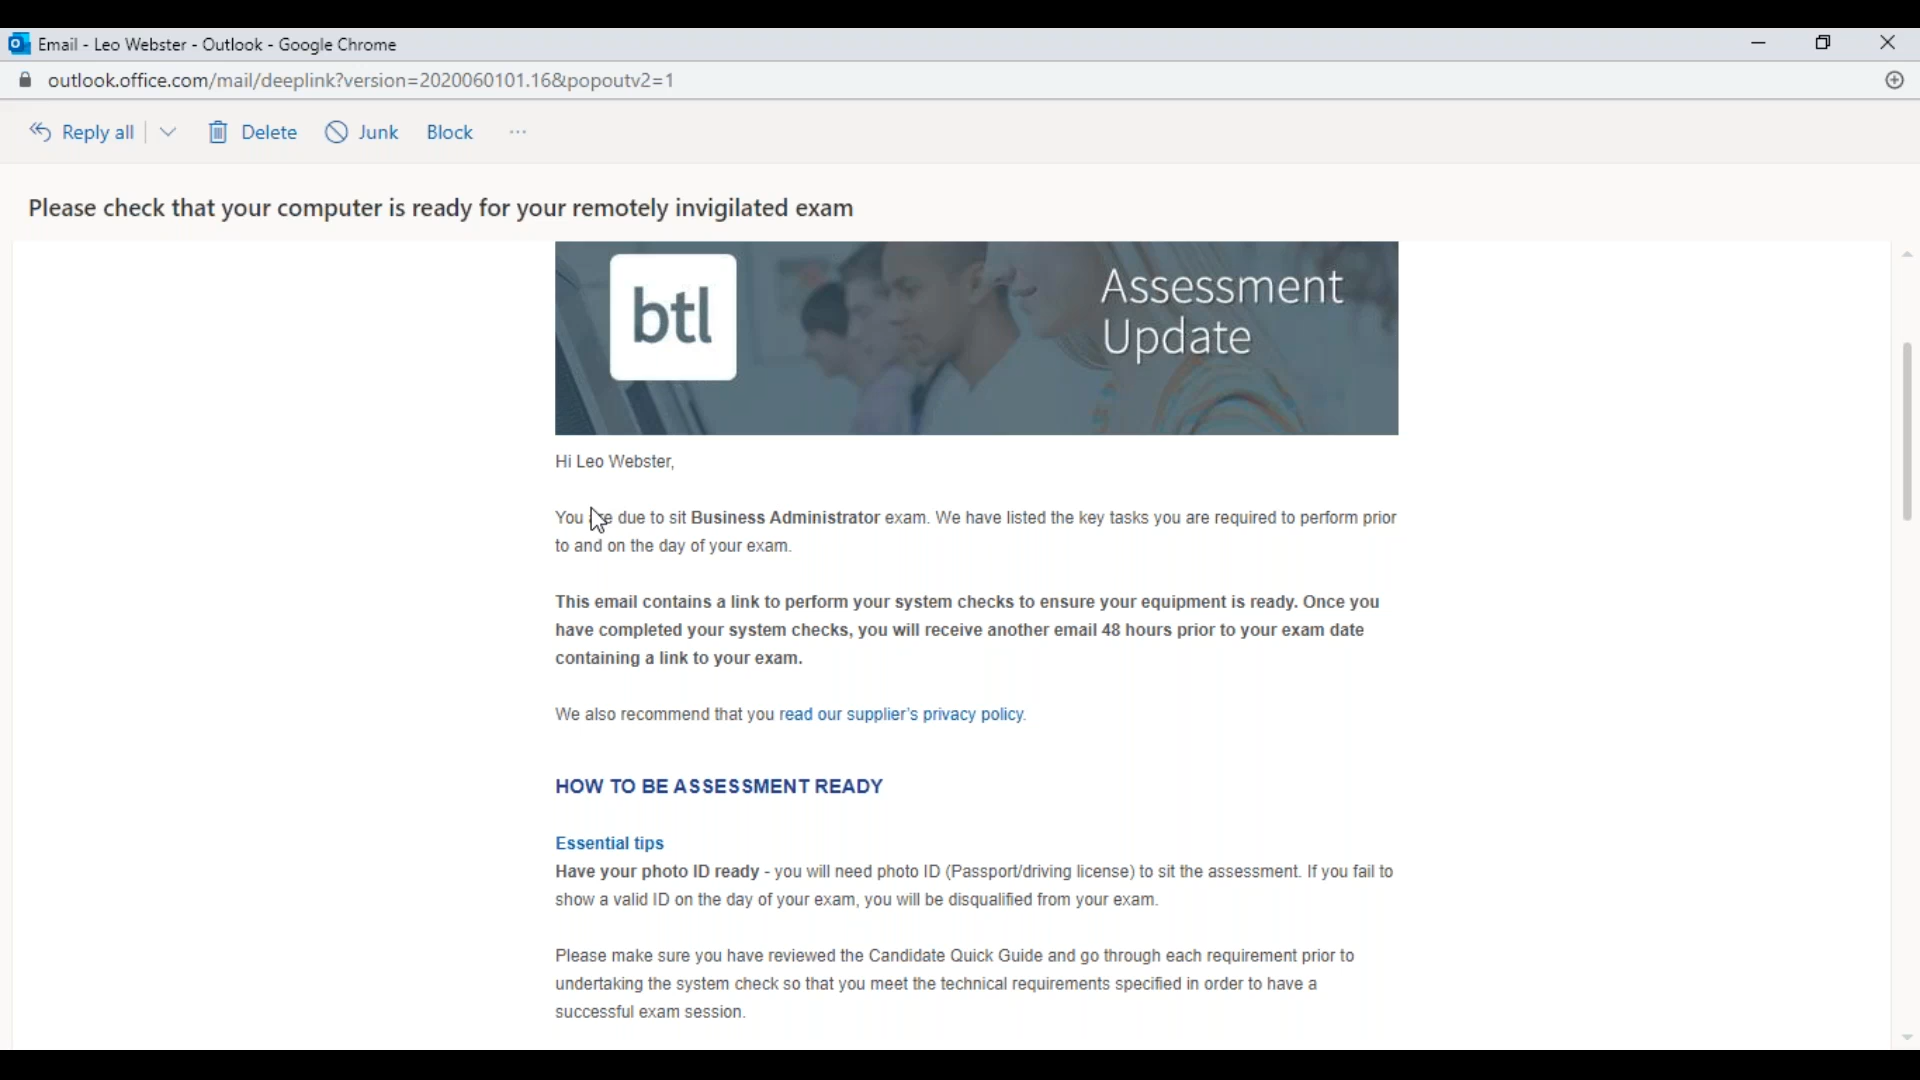 Email - Leo Webster - Outlook - Google Chrome
outlook.office.com/mail/deeplink?version=2020060101.16&popoutv2=1
Reply all Delete Junk Block ...
Please check that your computer is ready for your remotely invigilated exam
btl
Assessment
Update
Hi Leo Webster,
You are due to sit Business Administrator exam. We have listed the key tasks you are required to perform prior
to and on the day of your exam.
This email contains a link to perform your system checks to ensure your equipment is ready. Once you
have completed your system checks, you will receive another email 48 hours prior to your exam date
containing a link to your exam.
We also recommend that you read our supplier's privacy policy.
HOW TO BE ASSESSMENT READY
Essential tips
Have your photo ID ready - you will need photo ID (Passport/driving license) to sit the assessment. If you fail to
show a valid ID on the day of your exam, you will be disqualified from your exam.
Please make sure you have reviewed the Candidate Quick Guide and go through each requirement prior to
undertaking the system check so that you meet the technical requirements specified in order to have a
successful exam session.